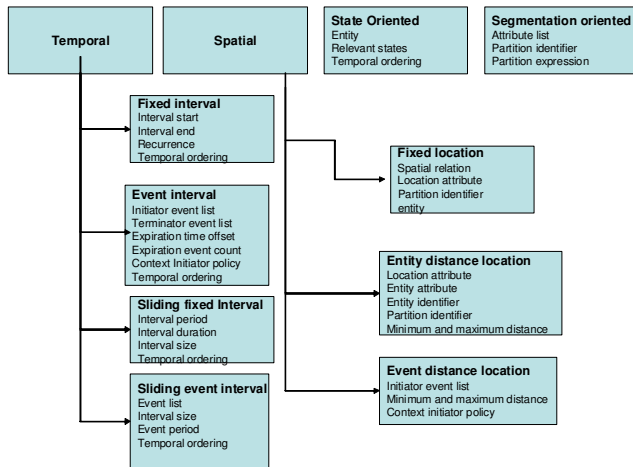 Temporal
Spatial
State Oriented
Entity
Relevant states
Temporal ordering
Segmentation oriented
Attribute list
Partition identifier
Partition expression
Fixed interval
Interval start
Interval end
Recurrence
Temporal ordering
Event interval
Initiator event list
Terminator event list
Expiration time offset
Expiration event count
Context Initiator policy
Temporal ordering
Sliding fixed Interval
Interval period
Interval duration
Interval size
Temporal ordering
Sliding event interval
Event list
Interval size
Event period
Temporal ordering
Fixed location
Spatial relation
Location attribute
Partition identifier
entity
Entity distance location
Location attribute
Entity attribute
Entity identifier
Partition identifier
Minimum and maximum distance
Event distance location
Initiator event list
Minimum and maximum distance
Context initiator policy